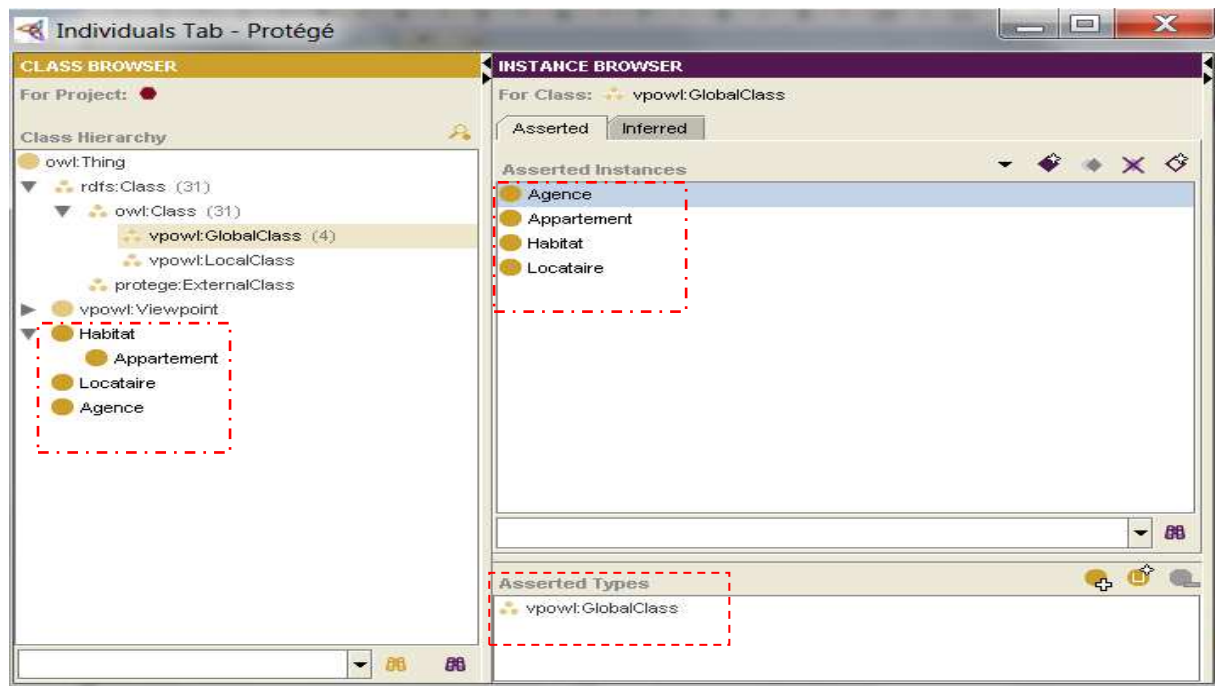 Individuals Tab - Protégé
CLASS BROWSER
For Project:
Class Hierarchy
owl:Thing
rdfs:Class (31)
owl:Class (31)
vpowl:GlobalClass (4)
vpowl:LocalClass
protege:ExternalClass
vpowl:Viewpoint
Habitat
Appartement
Locataire
Agence
INSTANCE BROWSER
For Class: vpowl:GlobalClass
Asserted Inferred
Asserted Instances
Agence
Appartement
Habitat
Locataire
Asserted Types
vpowl:GlobalClass